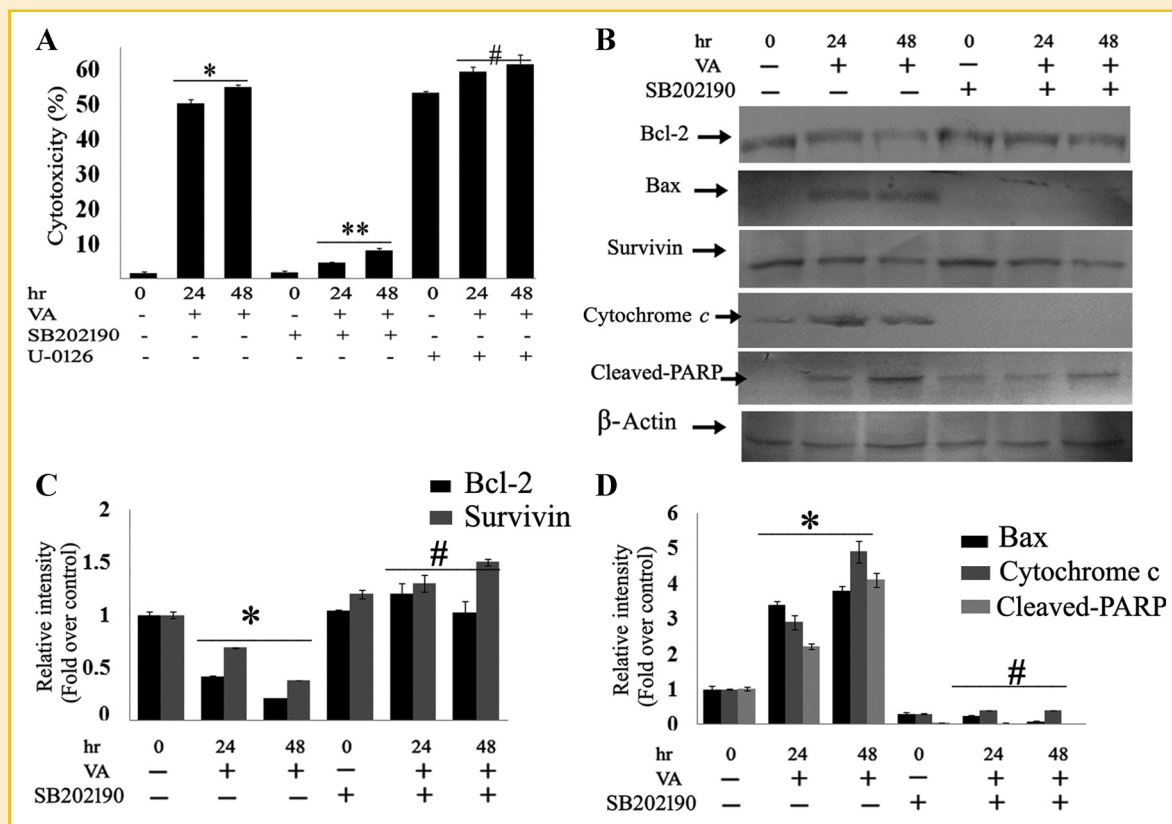 A
Cytotoxicity (%)
60
50
40
30
20
10
*
**
#
hr 0 24 48 0 24 48 0 24 48
VA - + + - + + - + +
SB202190 - - - + + + - - -
U-0126 - - - - - - + + +
B
hr 0 24 48 0 24 48
VA – + + – + +
SB202190 – – – + + +
Bcl-2
Bax
Survivin
Cytochrome c
Cleaved-PARP
β-Actin
C
Bcl-2
Survivin
Relative intensity
(Fold over control)
2
1.5
1
0.5
0
*
#
hr 0 24 48 0 24 48
VA – + + – + +
SB202190 – – – + + +
D
Bax
Cytochrome c
Cleaved-PARP
Relative intensity
(Fold over control)
6
5
4
3
2
1
0
*
#
hr 0 24 48 0 24 48
VA – + + – + +
SB202190 – – – + + +